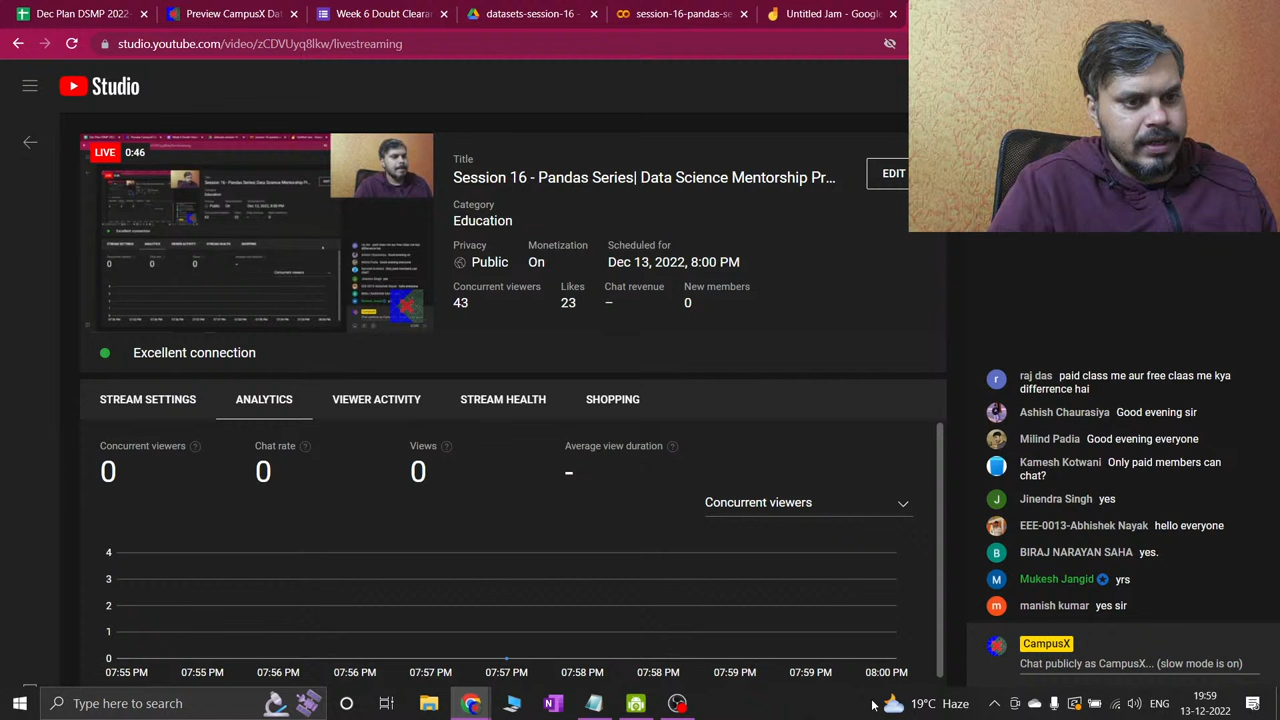 Dec Plan DSMP 2022-
Preview CampusX Da
Week 6 Doubt Clearan
datasets-session-16 -
session-16-pandas-se
Untitled Jam - Google
studio.youtube.com/video/zCDVUyq8lkw/livestreaming
Studio
LIVE 0:46
Title
Session 16 - Pandas Series| Data Science Mentorship Pr...
EDIT
Category
Education
Privacy Monetization Scheduled for
Public On Dec 13, 2022, 8:00 PM
Concurrent viewers Likes Chat revenue New members
43 23 – 0
Excellent connection
STREAM SETTINGS ANALYTICS VIEWER ACTIVITY STREAM HEALTH SHOPPING
Concurrent viewers Chat rate Views Average view duration
0 0 0 -
Concurrent viewers
4
3
2
1
0
07:55 PM 07:55 PM 07:56 PM 07:56 PM 07:57 PM 07:57 PM 07:58 PM 07:58 PM 07:59 PM 07:59 PM 08:00 PM
raj das paid class me aur free claas me kya
differrence hai
Ashish Chaurasiya Good evening sir
Milind Padia Good evening everyone
Kamesh Kotwani Only paid members can
chat?
Jinendra Singh yes
EEE-0013-Abhishek Nayak hello everyone
BIRAJ NARAYAN SAHA yes.
Mukesh Jangid yrs
manish kumar yes sir
CampusX
Chat publicly as CampusX... (slow mode is on)
Type here to search
19°C Haze
ENG
19:59
13-12-2022